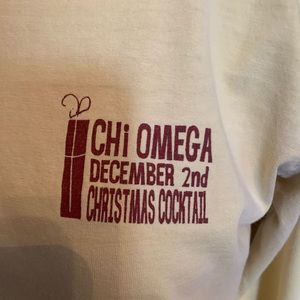 CHi OMEGA
DECEMBER 2nd
CHRISTMAS COCKTAIL